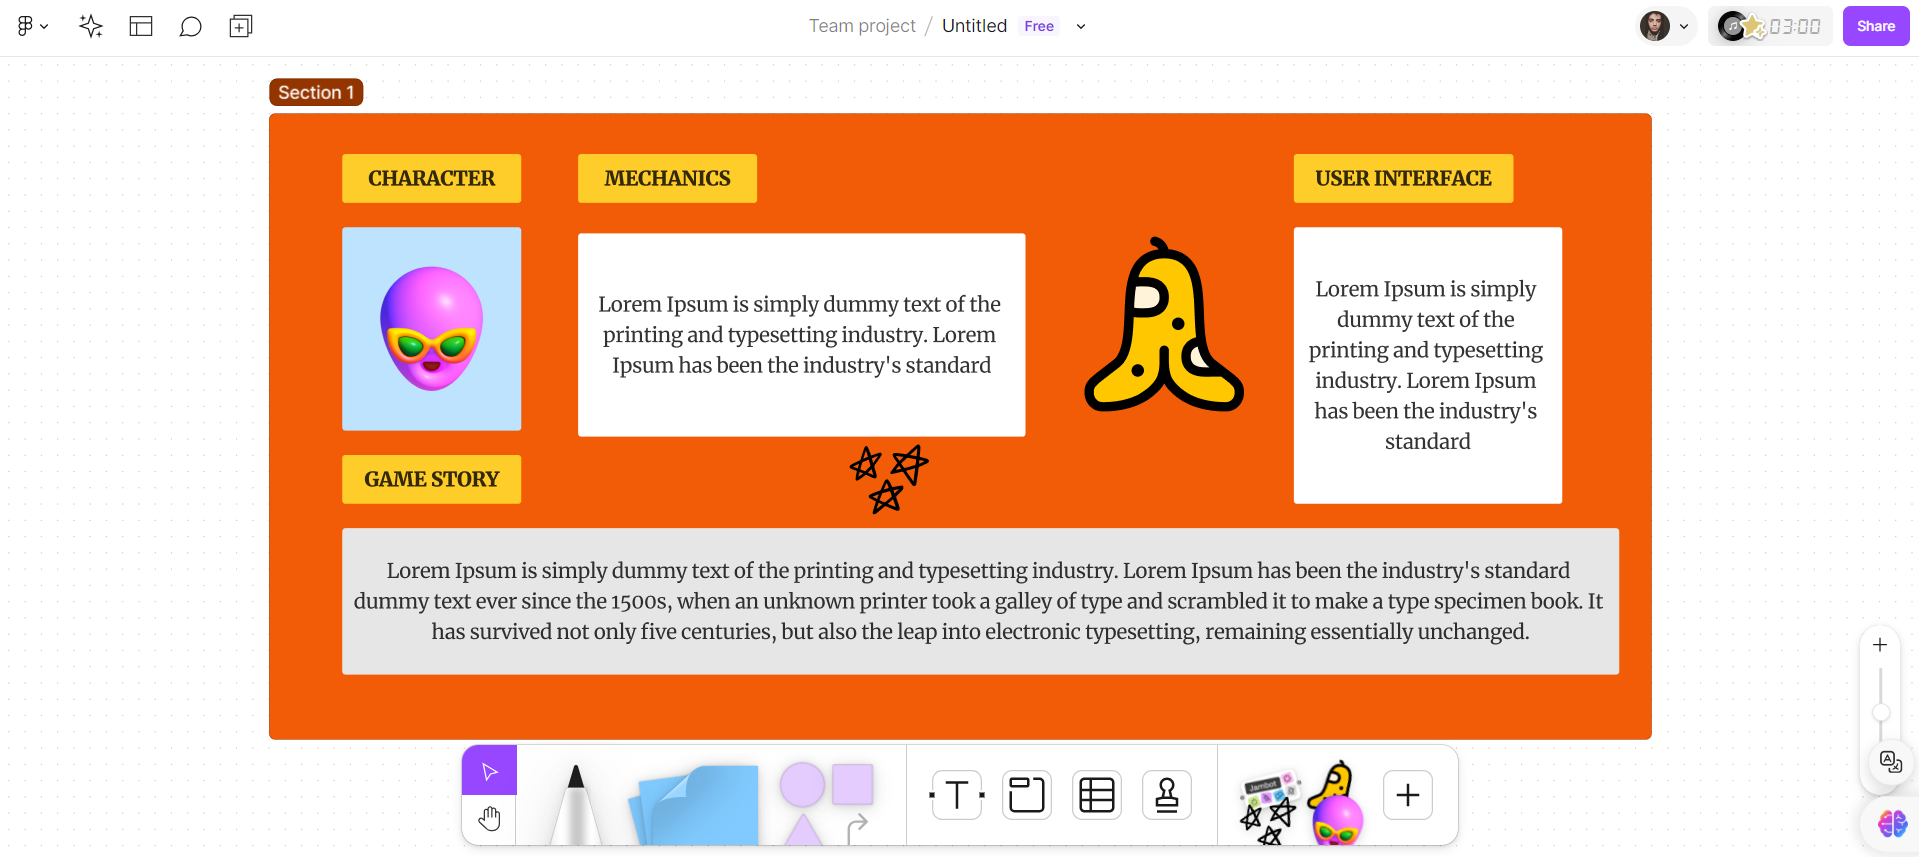 Team project / Untitled Free
03:00
Share
Section 1
CHARACTER
MECHANICS
USER INTERFACE
Lorem Ipsum is simply dummy text of the
printing and typesetting industry. Lorem
Ipsum has been the industry's standard
Lorem Ipsum is simply
dummy text of the
printing and typesetting
industry. Lorem Ipsum
has been the industry's
standard
GAME STORY
Lorem Ipsum is simply dummy text of the printing and typesetting industry. Lorem Ipsum has been the industry's standard
dummy text ever since the 1500s, when an unknown printer took a galley of type and scrambled it to make a type specimen book. It
has survived not only five centuries, but also the leap into electronic typesetting, remaining essentially unchanged.
T
Jambot